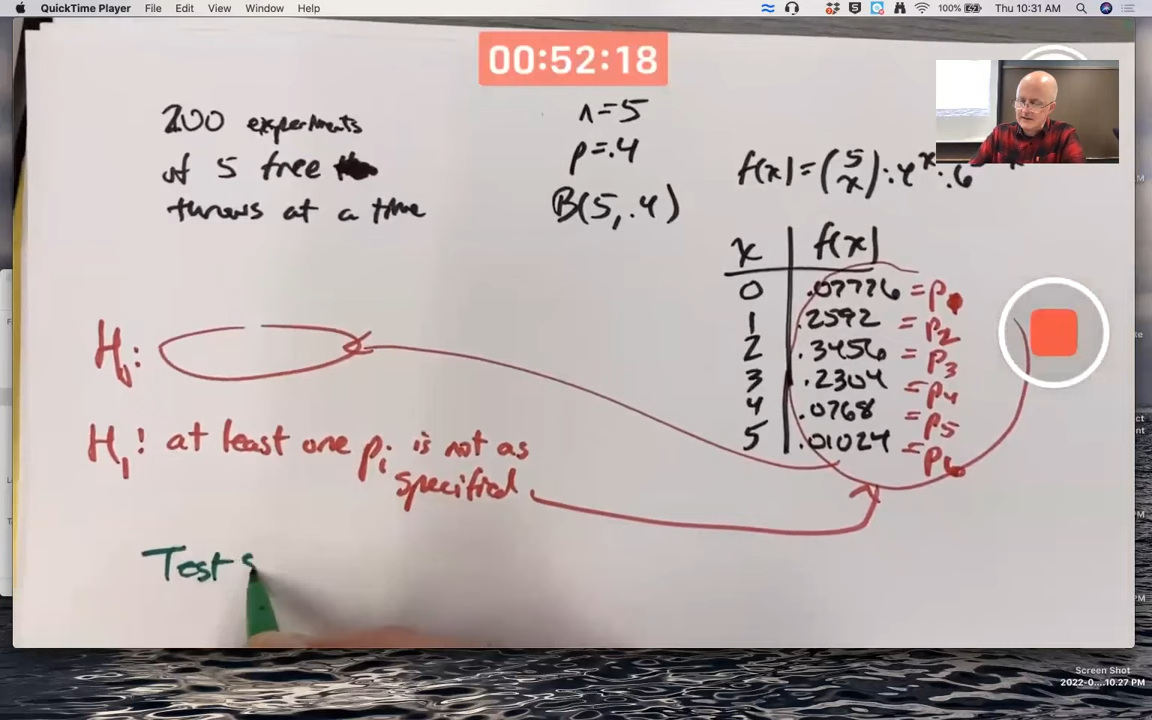 QuickTime Player File Edit View Window Help
100% Thu 10:31 AM
00:52:18
200 experiments
of 5 free
throws at a time
n=5
p=.4
B(5,.4)
f(x)=(5 x).4^x.6
x f(x)
0 .07776 = p
1 .2592 = p2
2 .3456 = p3
3 .2304 = p4
4 .0768 = p5
5 .01024 = p6
H0:
H1: at least one pi is not as
specified
Test s
Screen Shot
2022-0....10.27 PM